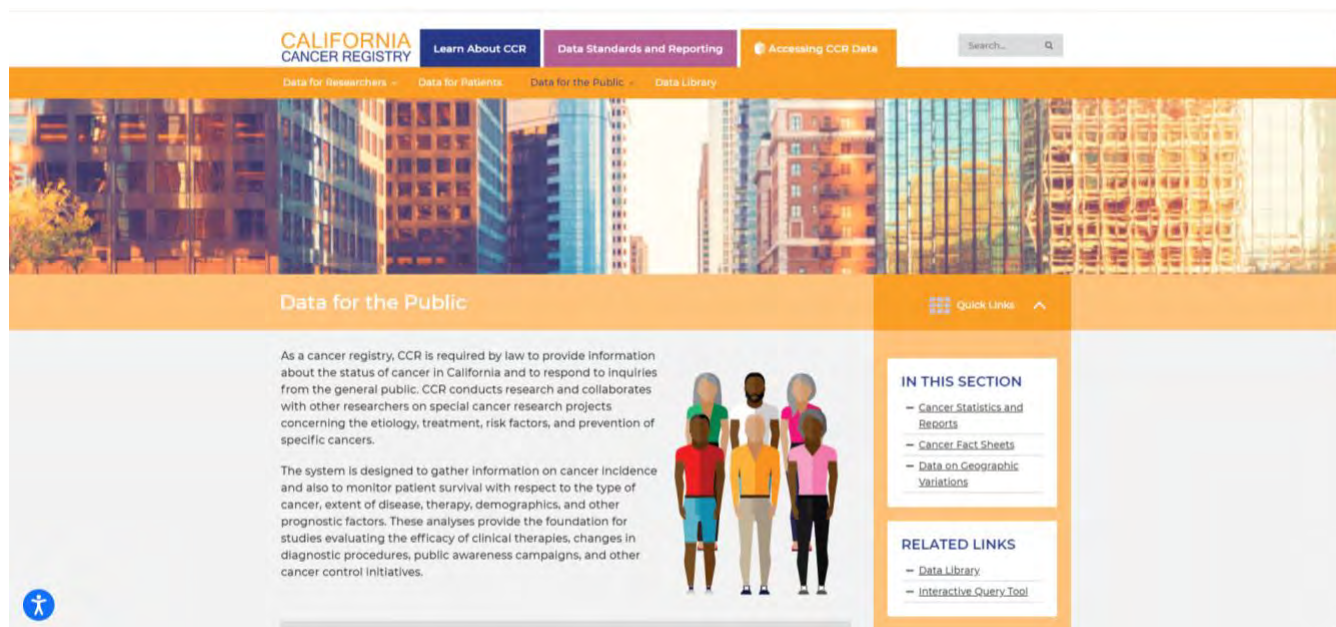 CALIFORNIA
CANCER REGISTRY
Learn About CCR
Data Standards and Reporting
Accessing CCR Data
Search...
Data for Researchers
Data for Patients
Data for the Public
Data Library
Data for the Public
Quick Links
As a cancer registry, CCR is required by law to provide information
about the status of cancer in California and to respond to inquiries
from the general public. CCR conducts research and collaborates
with other researchers on special cancer research projects
concerning the etiology, treatment, risk factors, and prevention of
specific cancers.
The system is designed to gather information on cancer incidence
and also to monitor patient survival with respect to the type of
cancer, extent of disease, therapy, demographics, and other
prognostic factors. These analyses provide the foundation for
studies evaluating the efficacy of clinical therapies, changes in
diagnostic procedures, public awareness campaigns, and other
cancer control initiatives.
IN THIS SECTION
– Cancer Statistics and
Reports
– Cancer Fact Sheets
– Data on Geographic
Variations
RELATED LINKS
– Data Library
– Interactive Query Tool